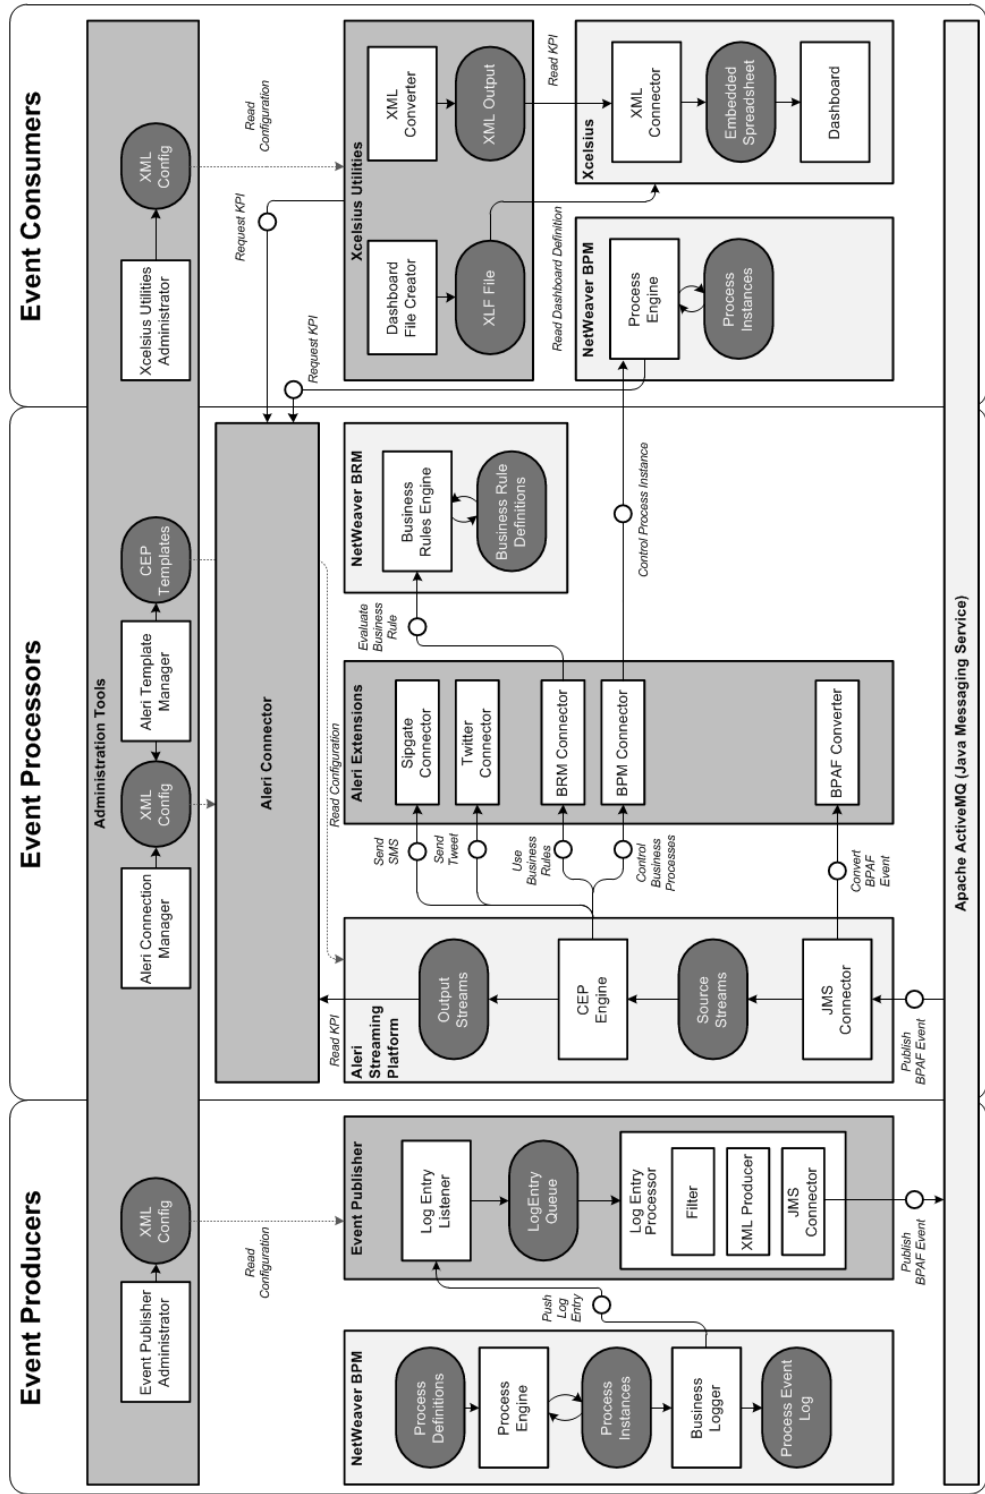 Event Producers
Event Processors
Event Consumers
Administration Tools
Event Publisher
Administrator
XML
Config
Aleri Connection
Manager
XML
Config
Aleri Template
Manager
CEP
Templates
Xcelsius Utilities
Administrator
XML
Config
Read
Configuration
Aleri Connector
Request KPI
Read
Configuration
Request KPI
Read KPI
Read Configuration
NetWeaver BPM
Process
Definitions
Process
Engine
Process
Instances
Business
Logger
Process Event
Log
Push
Log
Entry
Event Publisher
Log Entry
Listener
LogEntry
Queue
Log Entry
Processor
Filter
XML Producer
JMS
Connector
Publish
BPAF Event
Aleri
Streaming
Platform
Output
Streams
CEP
Engine
Source
Streams
JMS
Connector
Publish
BPAF Event
Send
SMS
Send
Tweet
Use
Business
Rules
Control
Business
Processes
Convert
BPAF
Event
Aleri Extensions
Sipgate
Connector
Twitter
Connector
BRM Connector
BPM Connector
BPAF Converter
Evaluate
Business
Rule
NetWeaver BRM
Business
Rules Engine
Business Rule
Definitions
Control Process Instance
Xcelsius Utilities
Dashboard
File Creator
XLF File
XML
Converter
XML Output
Read Dashboard Definition
Read KPI
NetWeaver BPM
Process
Engine
Process
Instances
Xcelsius
XML
Connector
Embedded
Spreadsheet
Dashboard
Apache ActiveMQ (Java Messaging Service)